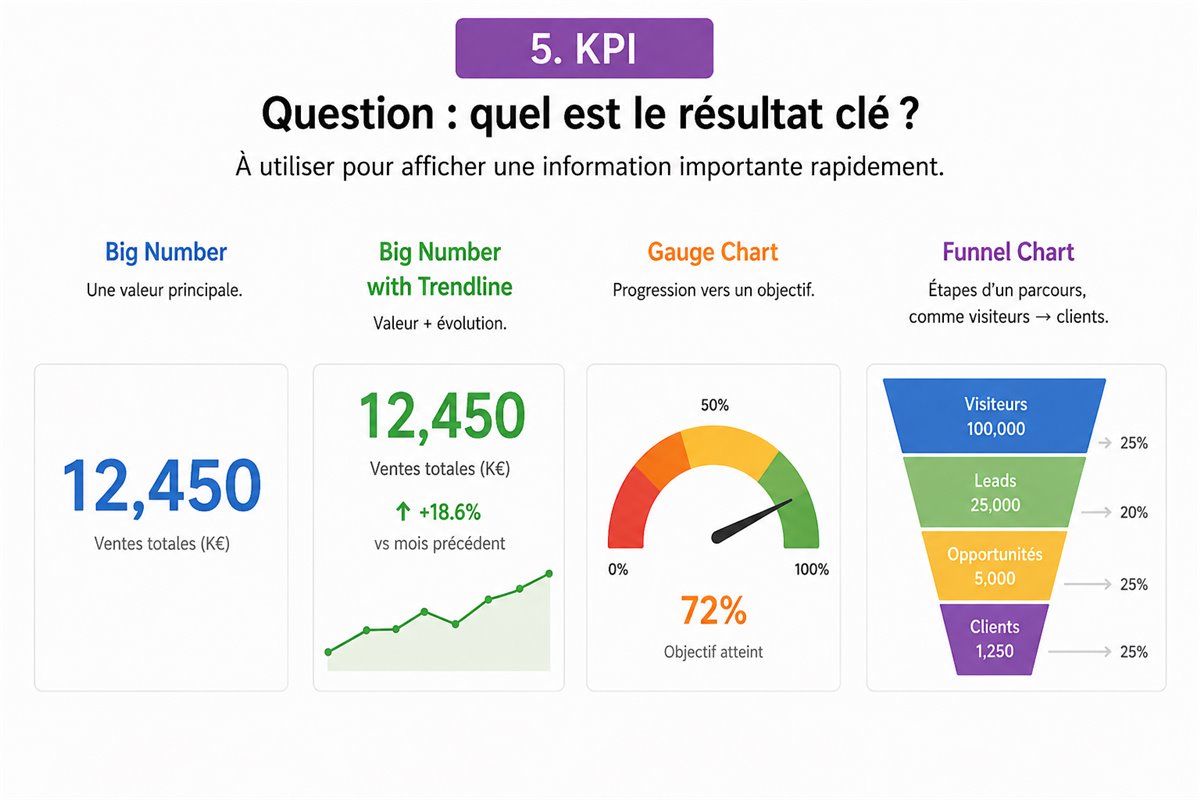 5. KPI
Question : quel est le résultat clé ?
À utiliser pour afficher une information importante rapidement.
Big Number
Une valeur principale.
12,450
Ventes totales (K€)
Big Number
with Trendline
Valeur + évolution.
12,450
Ventes totales (K€)
↑ +18.6%
vs mois précédent
Gauge Chart
Progression vers un objectif.
50%
0%
100%
72%
Objectif atteint
Funnel Chart
Étapes d’un parcours,
comme visiteurs → clients.
Visiteurs
100,000
→ 25%
Leads
25,000
→ 20%
Opportunités
5,000
→ 25%
Clients
1,250
→ 25%